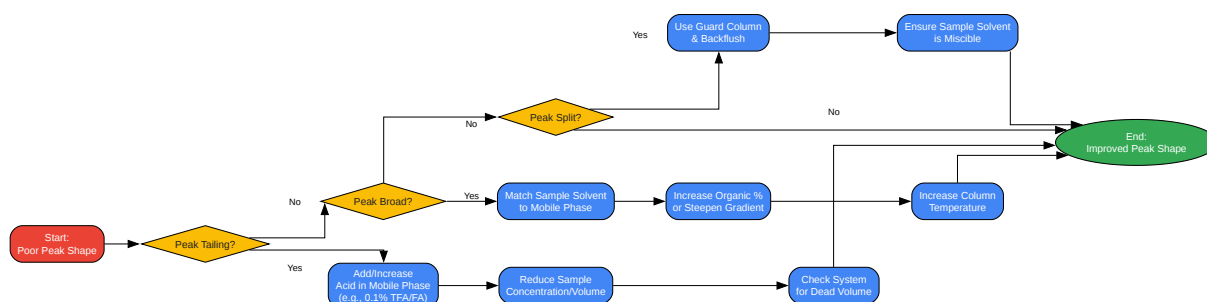 Use Guard Column
& Backflush
Ensure Sample Solvent
is Miscible
Yes
Peak Split?
No
No
End:
Improved Peak Shape
Peak Broad?
Yes
Match Sample Solvent
to Mobile Phase
Increase Organic %
or Steepen Gradient
Increase Column
Temperature
No
Start:
Poor Peak Shape
Peak Tailing?
Yes
Add/Increase
Acid in Mobile Phase
(e.g., 0.1% TFA/FA)
Reduce Sample
Concentration/Volume
Check System
for Dead Volume